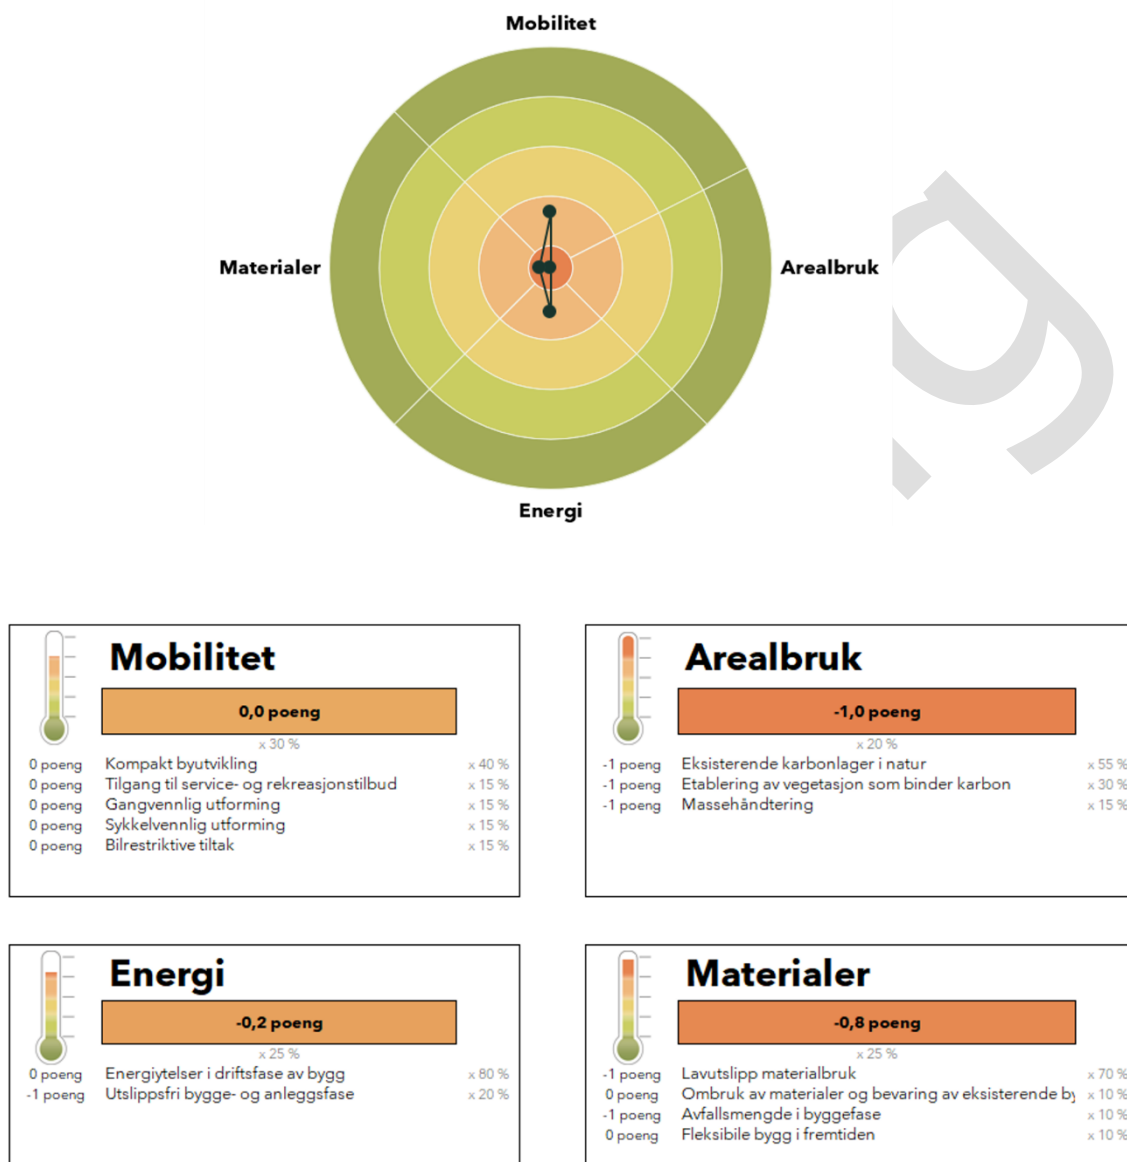 Mobilitet
Materialer
Arealbruk
Energi
g
Mobilitet
0,0 poeng
x 30 %
0 poeng Kompakt byutvikling x 40 %
0 poeng Tilgang til service- og rekreasjonstilbud x 15 %
0 poeng Gangvennlig utforming x 15 %
0 poeng Sykkelvennlig utforming x 15 %
0 poeng Bilrestriktive tiltak x 15 %
Arealbruk
-1,0 poeng
x 20 %
-1 poeng Eksisterende karbonlager i natur x 55 %
-1 poeng Etablering av vegetasjon som binder karbon x 30 %
-1 poeng Massehåndtering x 15 %
Energi
-0,2 poeng
x 25 %
0 poeng Energiytelser i driftsfase av bygg x 80 %
-1 poeng Utslippsfri bygge- og anleggsfase x 20 %
Materialer
-0,8 poeng
x 25 %
-1 poeng Lavutslipp materialbruk x 70 %
0 poeng Ombruk av materialer og bevaring av eksisterende by x 10 %
-1 poeng Avfallsmengde i byggefase x 10 %
0 poeng Fleksibile bygg i fremtiden x 10 %